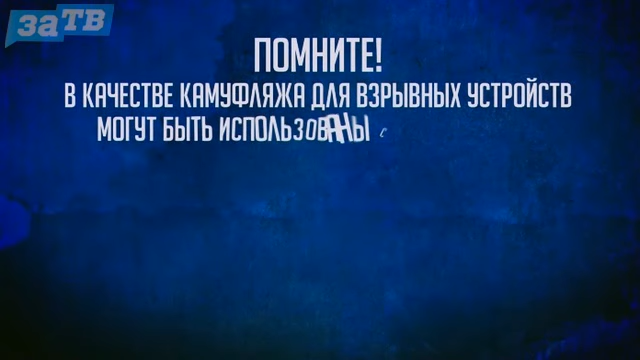 заТВ
ПОМНИТЕ!
В КАЧЕСТВЕ КАМУФЛЯЖА ДЛЯ ВЗРЫВНЫХ УСТРОЙСТВ
МОГУТ БЫТЬ ИСПОЛЬЗОВАНЫ с